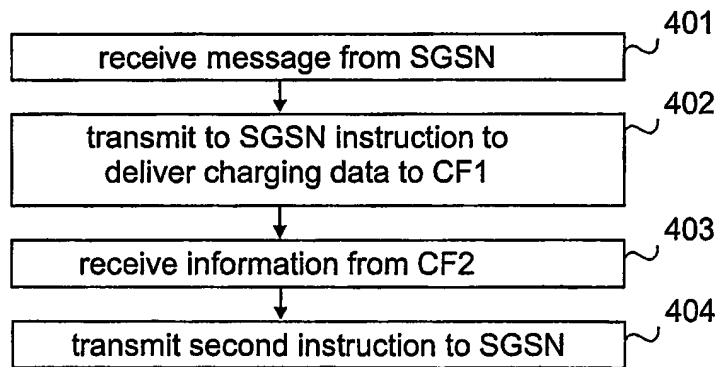 401
receive message from SGSN
402
transmit to SGSN instruction to
deliver charging data to CF1
403
receive information from CF2
404
transmit second instruction to SGSN